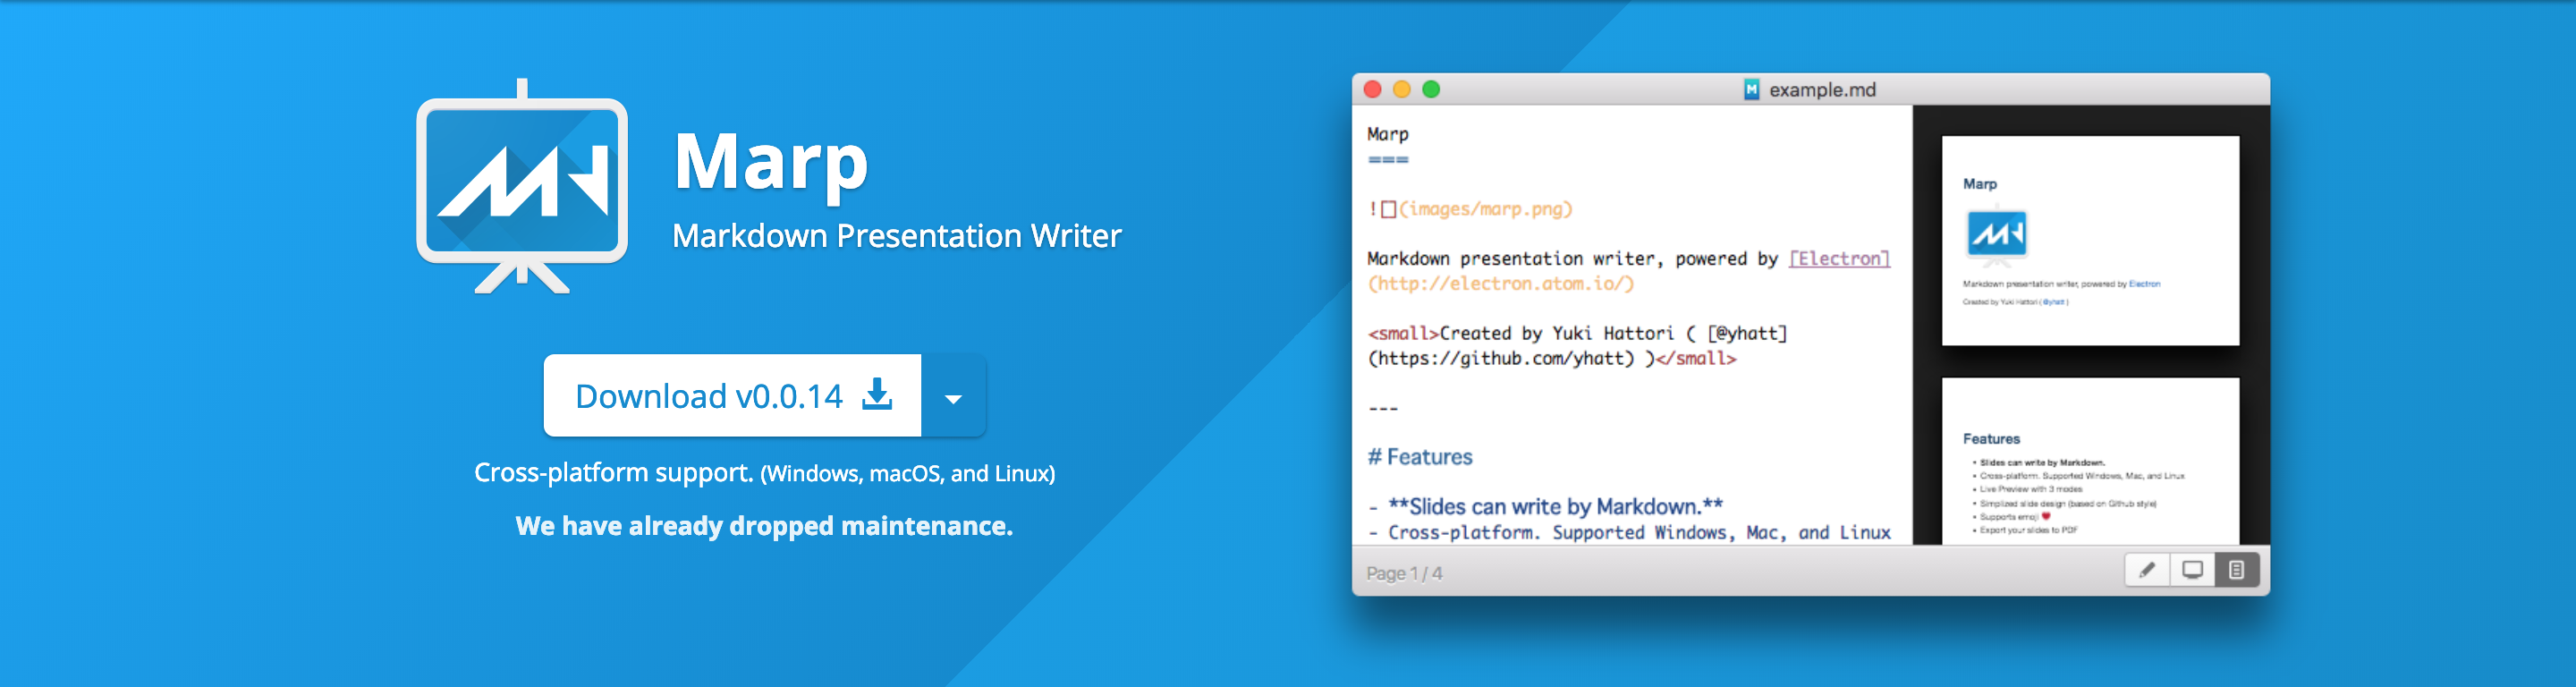 Marp
Markdown Presentation Writer
Download v0.0.14
Cross-platform support. (Windows, macOS, and Linux)
We have already dropped maintenance.
example.md
Marp
===
![](images/marp.png)
Markdown presentation writer, powered by [Electron]
(http://electron.atom.io/)
<small>Created by Yuki Hattori ( [@yhatt]
(https://github.com/yhatt) )</small>
---
# Features
- **Slides can write by Markdown.**
- Cross-platform. Supported Windows, Mac, and Linux
Page 1 / 4
Marp
Markdown presentation writer, powered by Electron
Created by Yuki Hattori ( @yhatt )
Features
• Slides can write by Markdown.
• Cross-platform. Supported Windows, Mac, and Linux
• Live Preview with 3 modes
• Simplized slide design (based on Github style)
• Supports emoji ❤️
• Export your slides to PDF